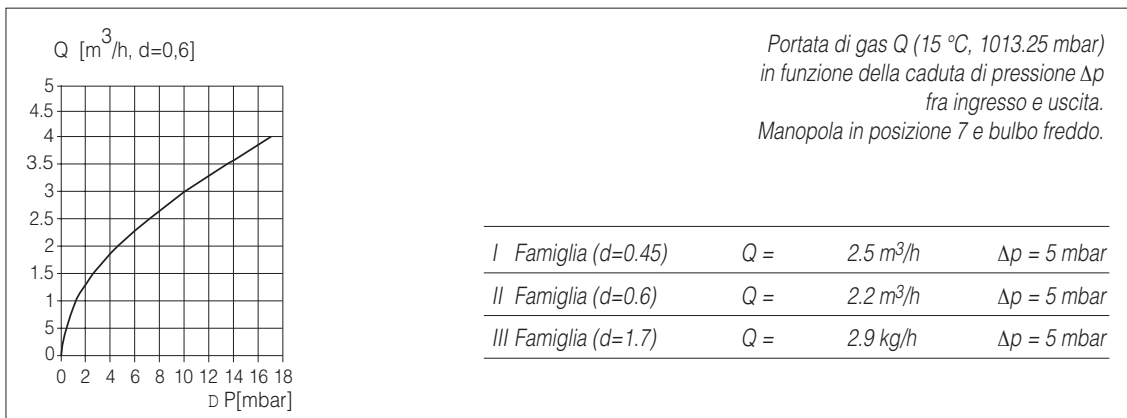 Q [m³/h, d=0,6]
5
4.5
4
3.5
3
2.5
2
1.5
1
5
0
0 2 4 6 8 10 12 14 16 18
D P[mbar]
Portata di gas Q (15 °C, 1013.25 mbar)
in funzione della caduta di pressione Δp
fra ingresso e uscita.
Manopola in posizione 7 e bulbo freddo.
I Famiglia (d=0.45) Q = 2.5 m³/h Δp = 5 mbar
II Famiglia (d=0.6) Q = 2.2 m³/h Δp = 5 mbar
III Famiglia (d=1.7) Q = 2.9 kg/h Δp = 5 mbar